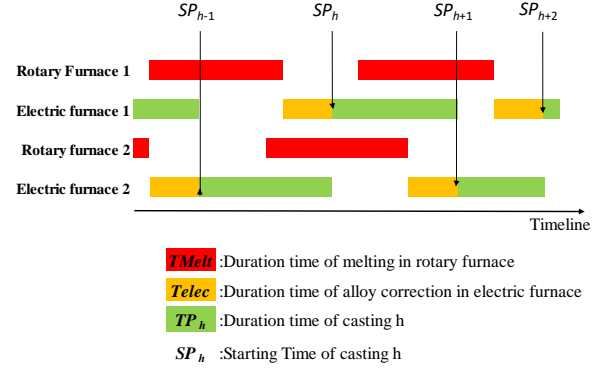 SPh-1 SPh SPh+1 SPh+2
Rotary Furnace 1
Electric furnace 1
Rotary furnace 2
Electric furnace 2
Timeline
TMelt :Duration time of melting in rotary furnace
Telec :Duration time of alloy correction in electric furnace
TP h :Duration time of casting h
SP h :Starting Time of casting h